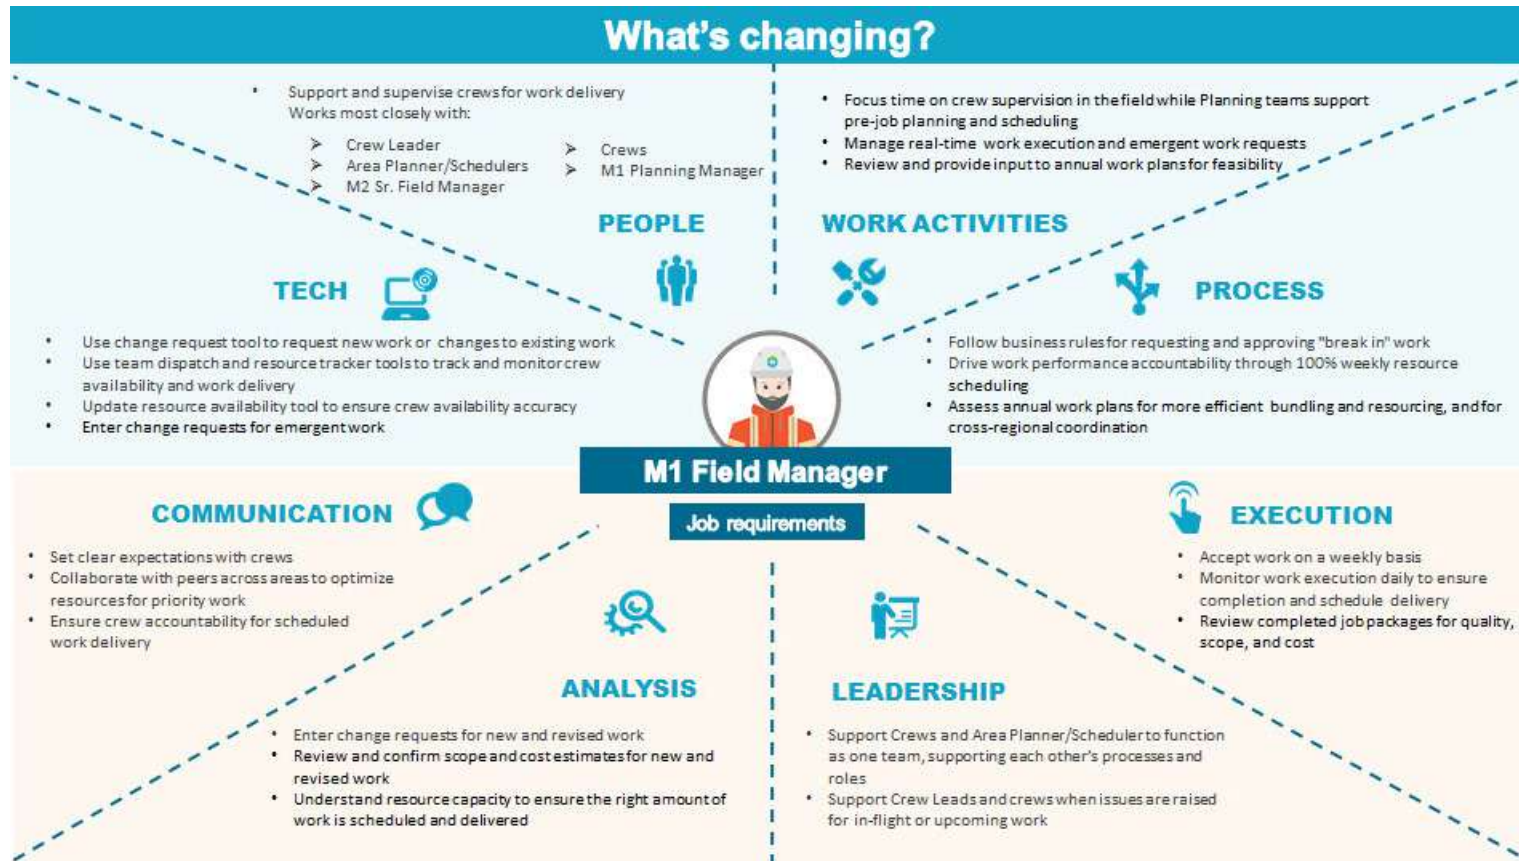 What's changing?
• Support and supervise crews for work delivery
Works most closely with:
➢ Crew Leader
➢ Area Planner/Schedulers
➢ M2 Sr. Field Manager
➢ Crews
➢ M1 Planning Manager
PEOPLE
• Focus time on crew supervision in the field while Planning teams support
pre-job planning and scheduling
• Manage real-time work execution and emergent work requests
• Review and provide input to annual work plans for feasibility
WORK ACTIVITIES
TECH
• Use change request tool to request new work or changes to existing work
• Use team dispatch and resource tracker tools to track and monitor crew
availability and work delivery
• Update resource availability tool to ensure crew availability accuracy
• Enter change requests for emergent work
PROCESS
• Follow business rules for requesting and approving "break in" work
• Drive work performance accountability through 100% weekly resource
scheduling
• Assess annual work plans for more efficient bundling and resourcing, and for
cross-regional coordination
M1 Field Manager
Job requirements
COMMUNICATION
• Set clear expectations with crews
• Collaborate with peers across areas to optimize
resources for priority work
• Ensure crew accountability for scheduled
work delivery
ANALYSIS
• Enter change requests for new and revised work
• Review and confirm scope and cost estimates for new and
revised work
• Understand resource capacity to ensure the right amount of
work is scheduled and delivered
LEADERSHIP
• Support Crews and Area Planner/Scheduler to function
as one team, supporting each other's processes and
roles
• Support Crew Leads and crews when issues are raised
for in-flight or upcoming work
EXECUTION
• Accept work on a weekly basis
• Monitor work execution daily to ensure
completion and schedule delivery
• Review completed job packages for quality,
scope, and cost